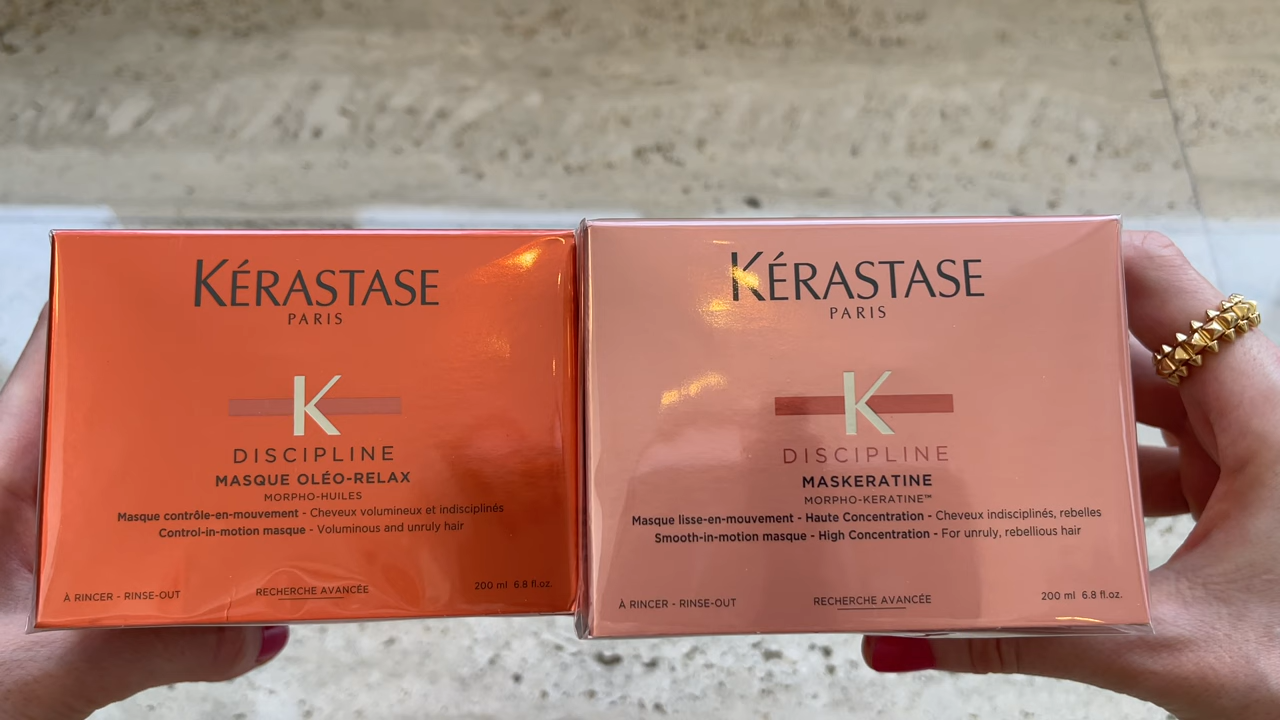 KÉRASTASE
PARIS
K
DISCIPLINE
MASQUE OLÉO-RELAX
MORPHO-HUILES
Masque contrôle-en-mouvement - Cheveux volumineux et indisciplinés
Control-in-motion masque - Voluminous and unruly hair
À RINCER - RINSE-OUT
RECHERCHE AVANCÉE
200 ml 6.8 fl.oz.
KÉRASTASE
PARIS
K
DISCIPLINE
MASKERATINE
MORPHO-KERATINE™
Masque lisse-en-mouvement - Haute Concentration - Cheveux indisciplinés, rebelles
Smooth-in-motion masque - High Concentration - For unruly, rebellious hair
À RINCER - RINSE-OUT
RECHERCHE AVANCÉE
200 ml 6.8 fl.oz.